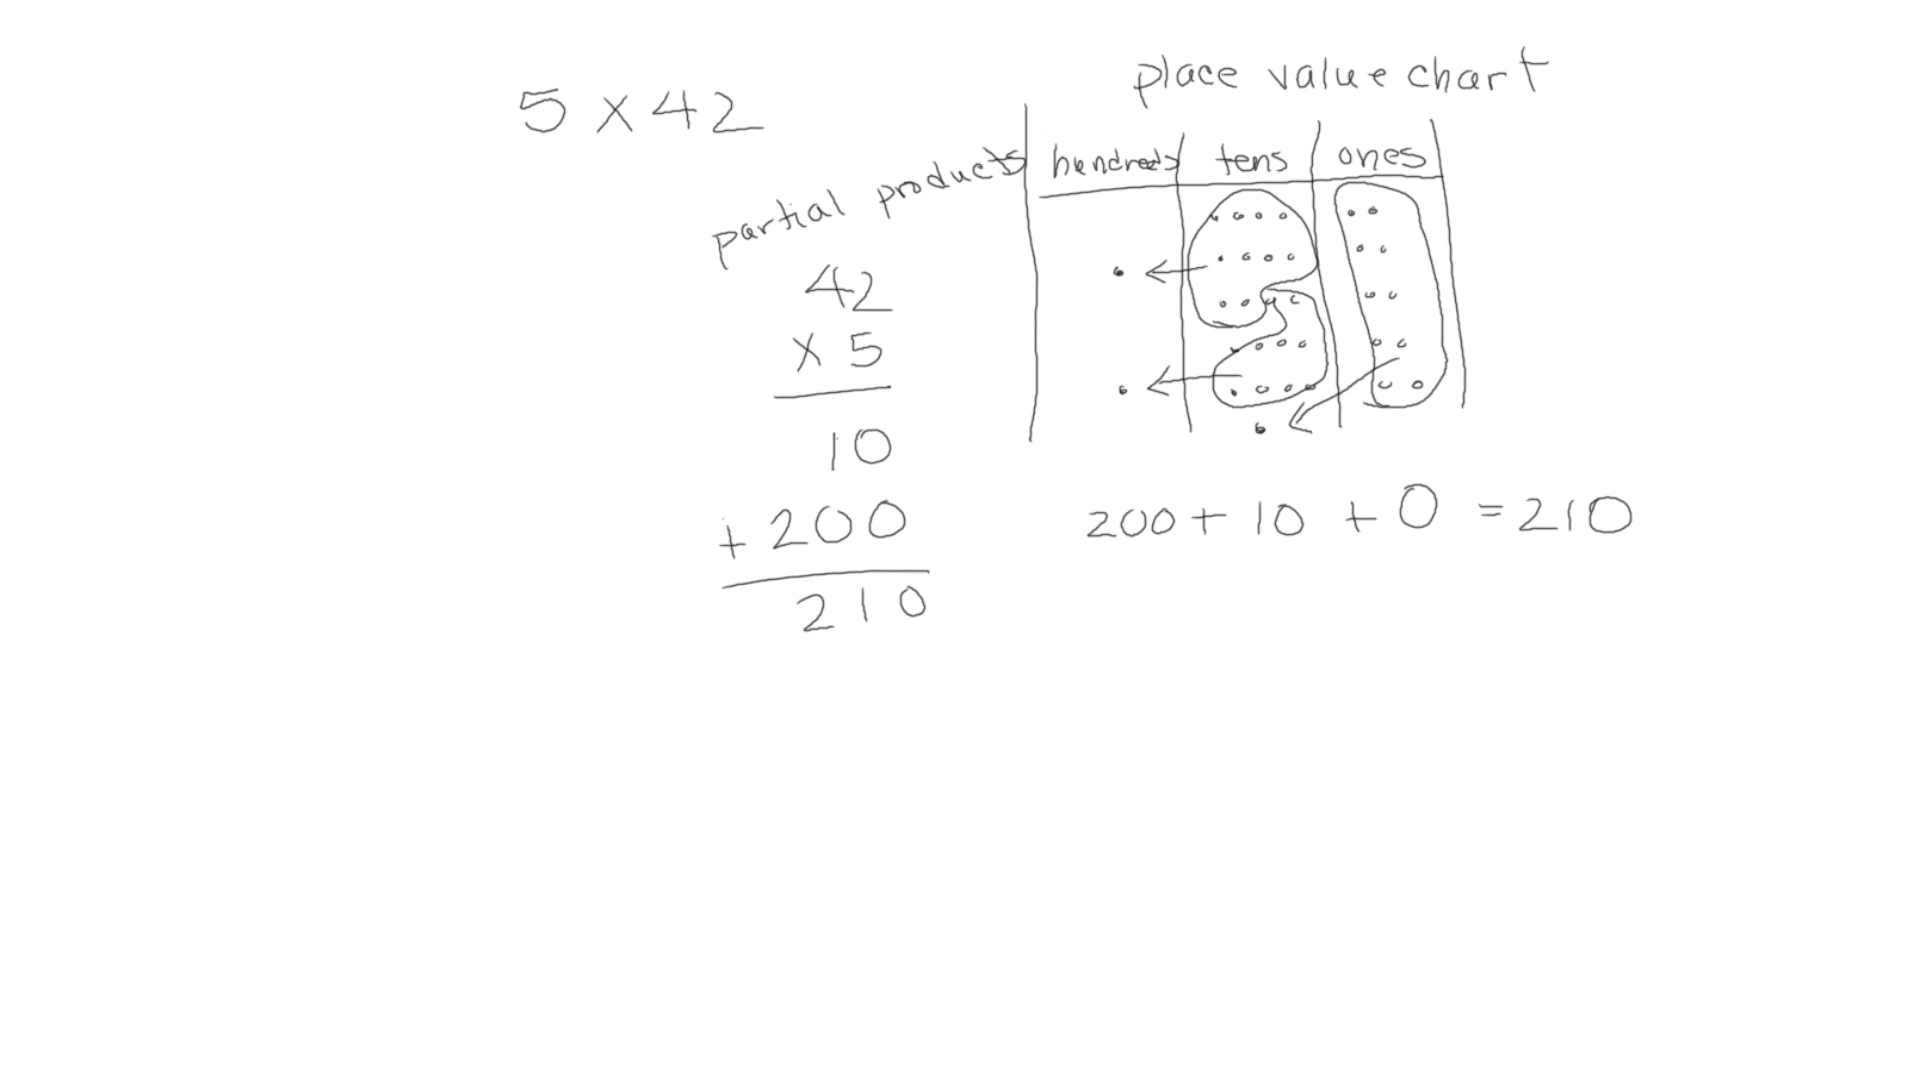 5 x 42
partial products
42
x 5
10
+ 200
210
place value chart
hundreds tens ones
200 + 10 + 0 = 210